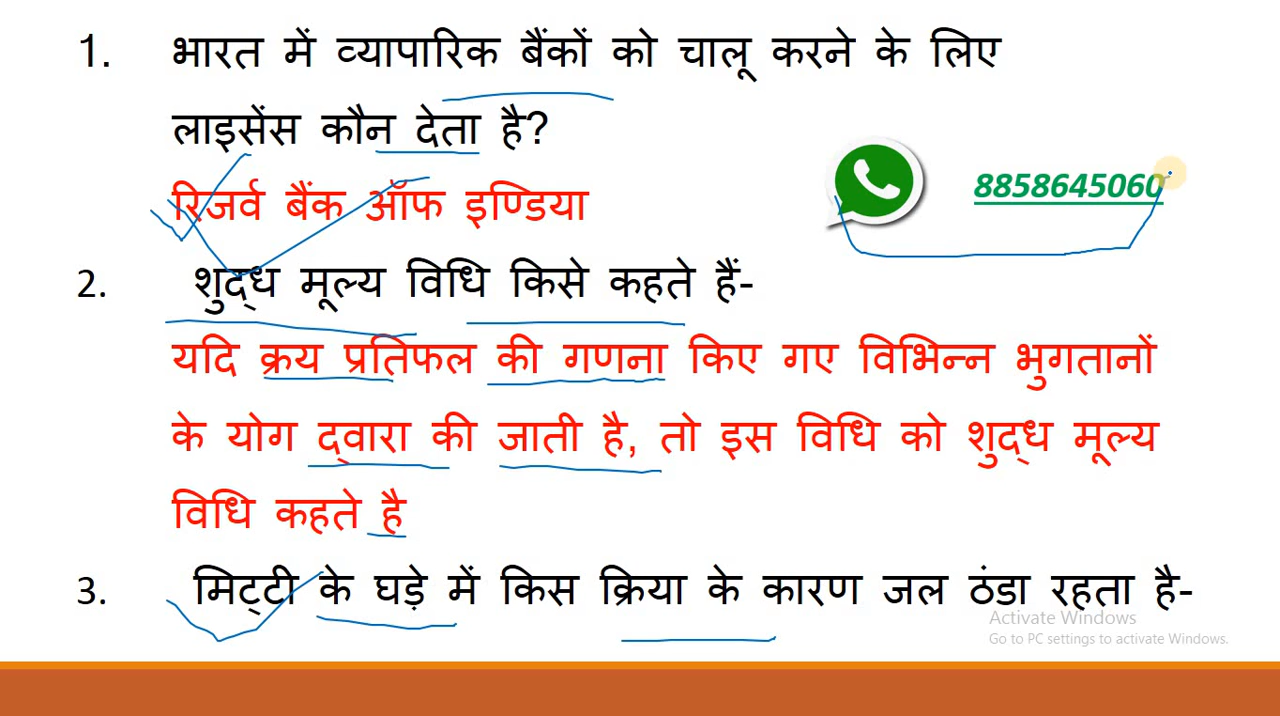 1. भारत में व्यापारिक बैंकों को चालू करने के लिए
लाइसेंस कौन देता है?
रिजर्व बैंक ऑफ इण्डिया
8858645060
2. शुद्ध मूल्य विधि किसे कहते हैं-
यदि क्रय प्रतिफल की गणना किए गए विभिन्न भुगतानों
के योग द्वारा की जाती है, तो इस विधि को शुद्ध मूल्य
विधि कहते है
3. मिट्टी के घड़े में किस क्रिया के कारण जल ठंडा रहता है-
Activate Windows
Go to PC settings to activate Windows.